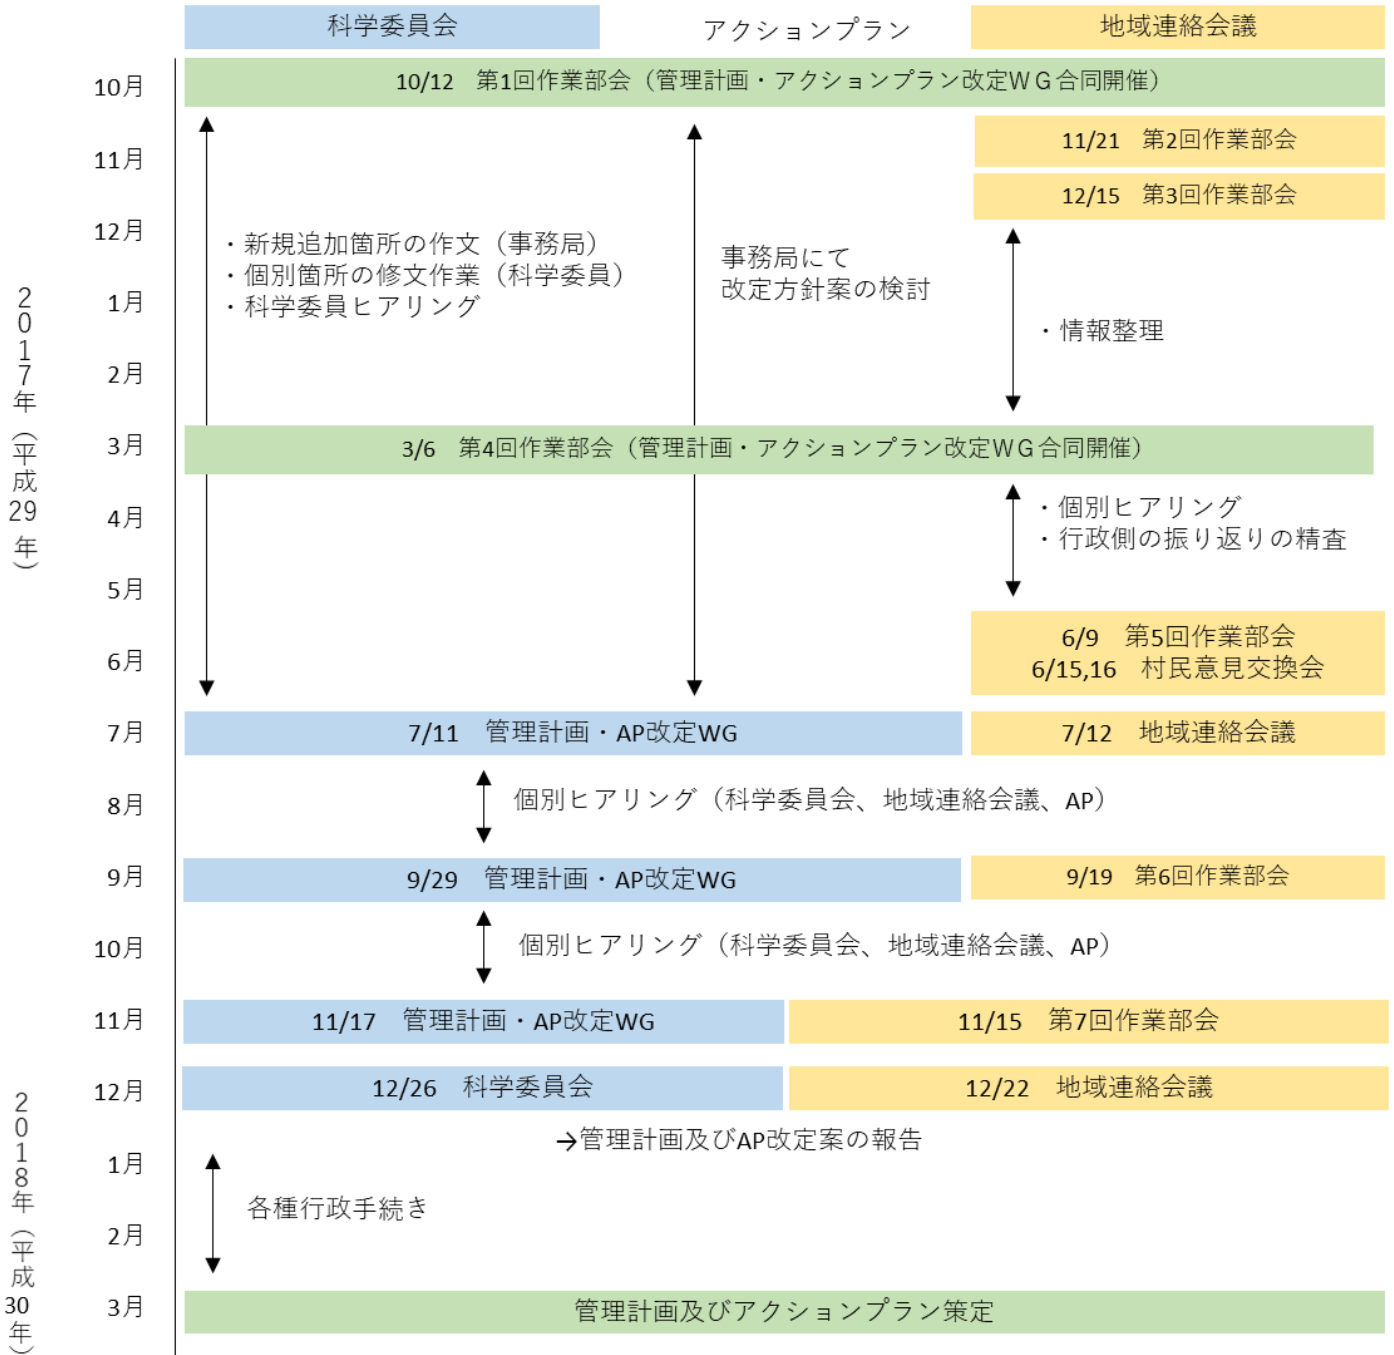 科学委員会
アクションプラン
地域連絡会議
10月
10/12 第1回作業部会（管理計画・アクションプラン改定ＷＧ合同開催）
11月
11/21 第2回作業部会
12/15 第3回作業部会
12月
・新規追加箇所の作文（事務局）
・個別箇所の修文作業（科学委員）
・科学委員ヒアリング
事務局にて
改定方針案の検討
1月
・情報整理
2月
2017年（平成29年）
3月
3/6 第4回作業部会（管理計画・アクションプラン改定ＷＧ合同開催）
4月
・個別ヒアリング
・行政側の振り返りの精査
5月
6月
6/9 第5回作業部会
6/15,16 村民意見交換会
7月
7/11 管理計画・AP改定WG
7/12 地域連絡会議
8月
個別ヒアリング（科学委員会、地域連絡会議、AP）
9月
9/29 管理計画・AP改定WG
9/19 第6回作業部会
10月
個別ヒアリング（科学委員会、地域連絡会議、AP）
11月
11/17 管理計画・AP改定WG
11/15 第7回作業部会
12月
12/26 科学委員会
12/22 地域連絡会議
→管理計画及びAP改定案の報告
2018年（平成30年）
1月
各種行政手続き
2月
3月
管理計画及びアクションプラン策定